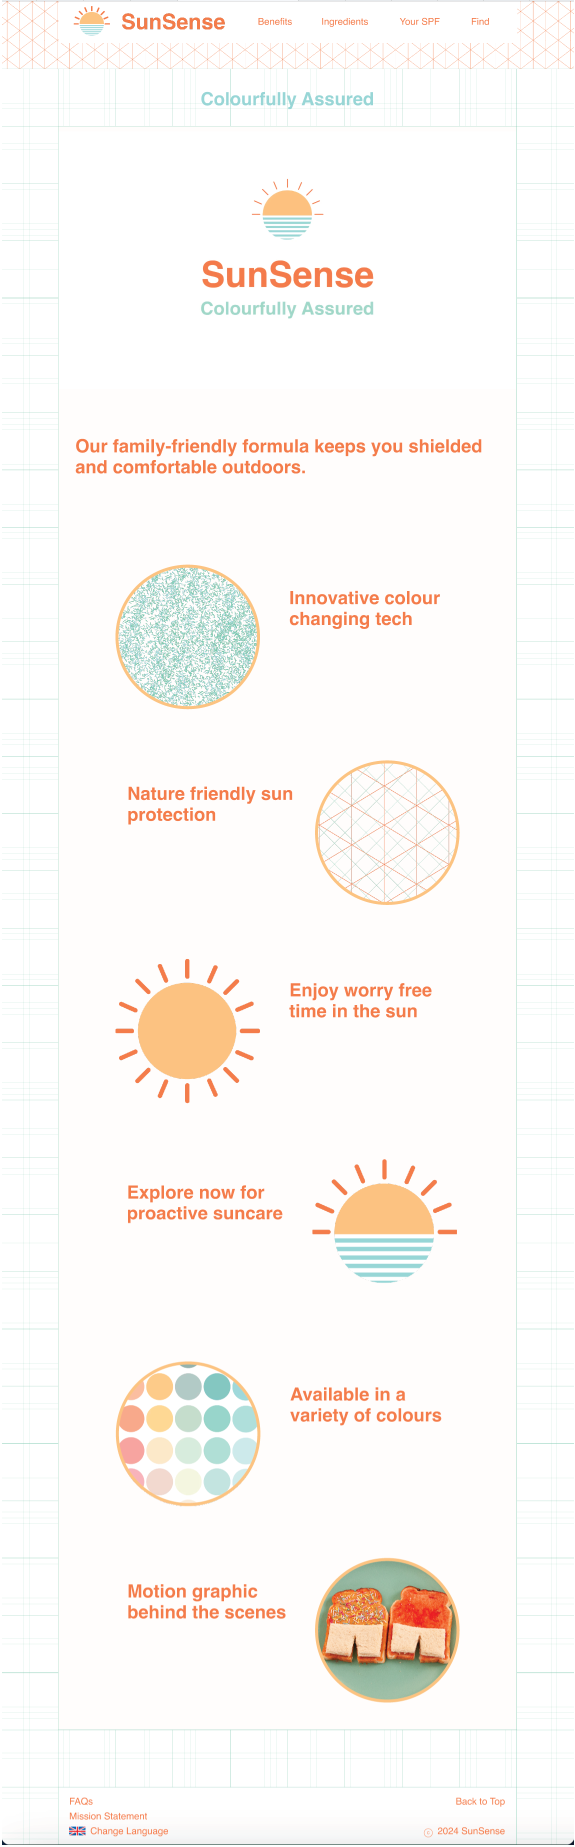 SunSense
Benefits
Ingredients
Your SPF
Find
Colourfully Assured
SunSense
Colourfully Assured
Our family-friendly formula keeps you shielded
and comfortable outdoors.
Innovative colour
changing tech
Nature friendly sun
protection
Enjoy worry free
time in the sun
Explore now for
proactive suncare
Available in a
variety of colours
Motion graphic
behind the scenes
FAQs
Back to Top
Mission Statement
Change Language
© 2024 SunSense